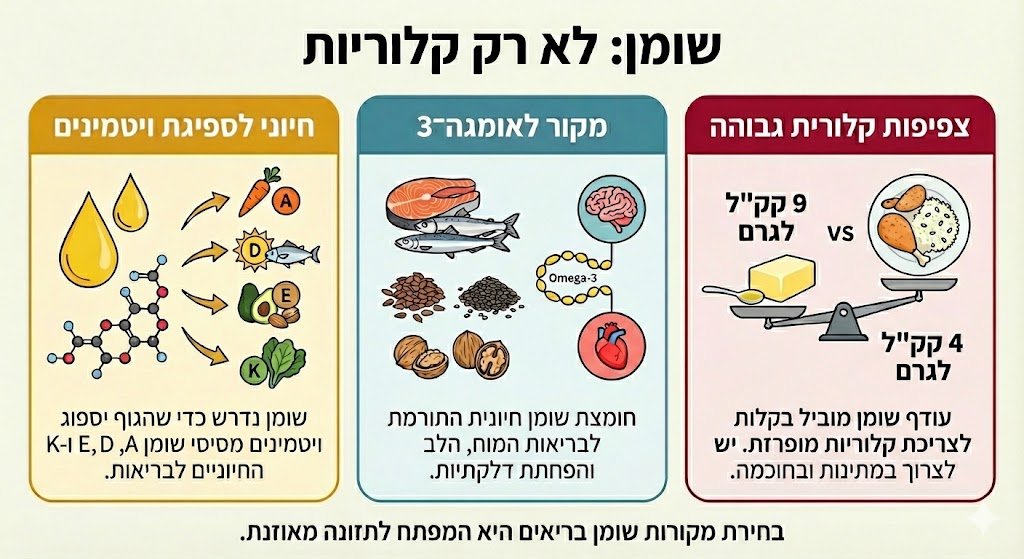 שומן: לא רק קלוריות
צפיפות קלורית גבוהה
9 קק"ל
לגרם
vs
4 קק"ל
לגרם
עודף שומן מוביל בקלות
לצריכת קלוריות מופרזת. יש
לצרוך במתינות ובחוכמה.
מקור לאומגה־3
Omega-3
חומצת שומן חיונית התורמת
לבריאות המוח, הלב
והפחתת דלקתיות.
חיוני לספיגת ויטמינים
A
D
E
K
שומן נדרש כדי שהגוף יספוג
ויטמינים מסיסי שומן A, D, E ו-K
החיוניים לבריאות.
בחירת מקורות שומן בריאים היא המפתח לתזונה מאוזנת.